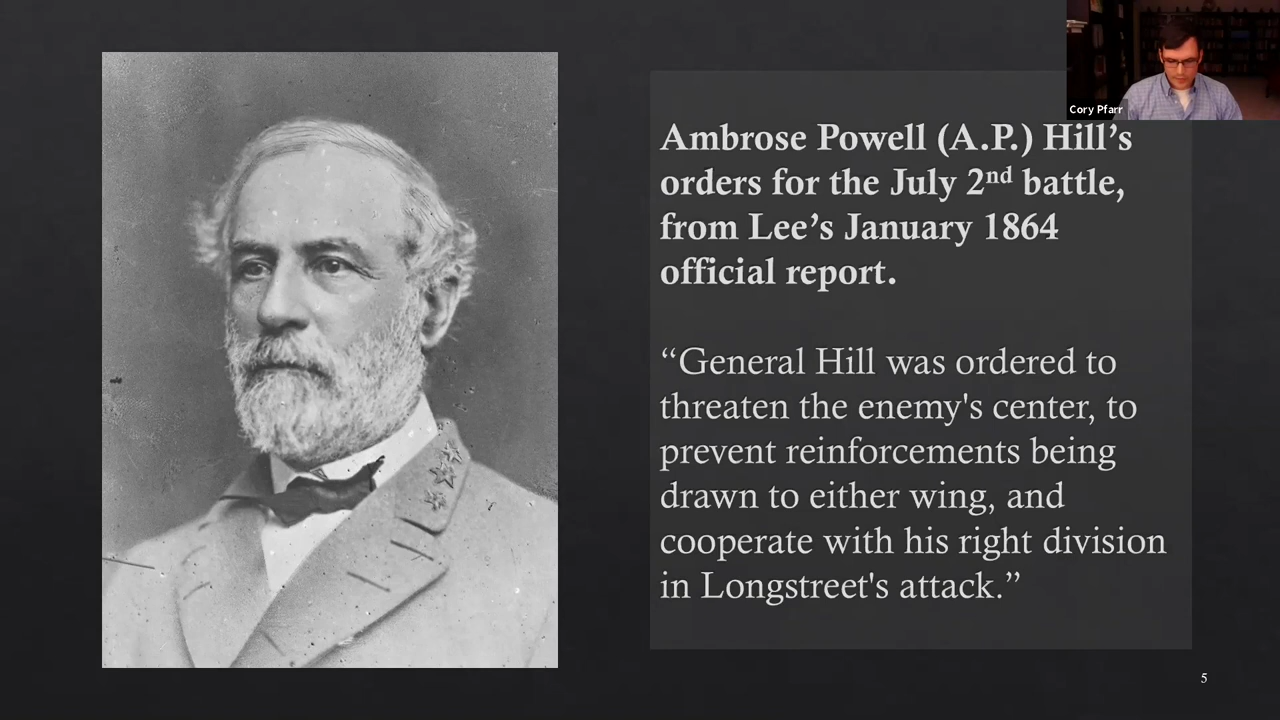 Cory Pfarr
Ambrose Powell (A.P.) Hill’s
orders for the July 2nd battle,
from Lee’s January 1864
official report.
“General Hill was ordered to
threaten the enemy's center, to
prevent reinforcements being
drawn to either wing, and
cooperate with his right division
in Longstreet's attack.”
5